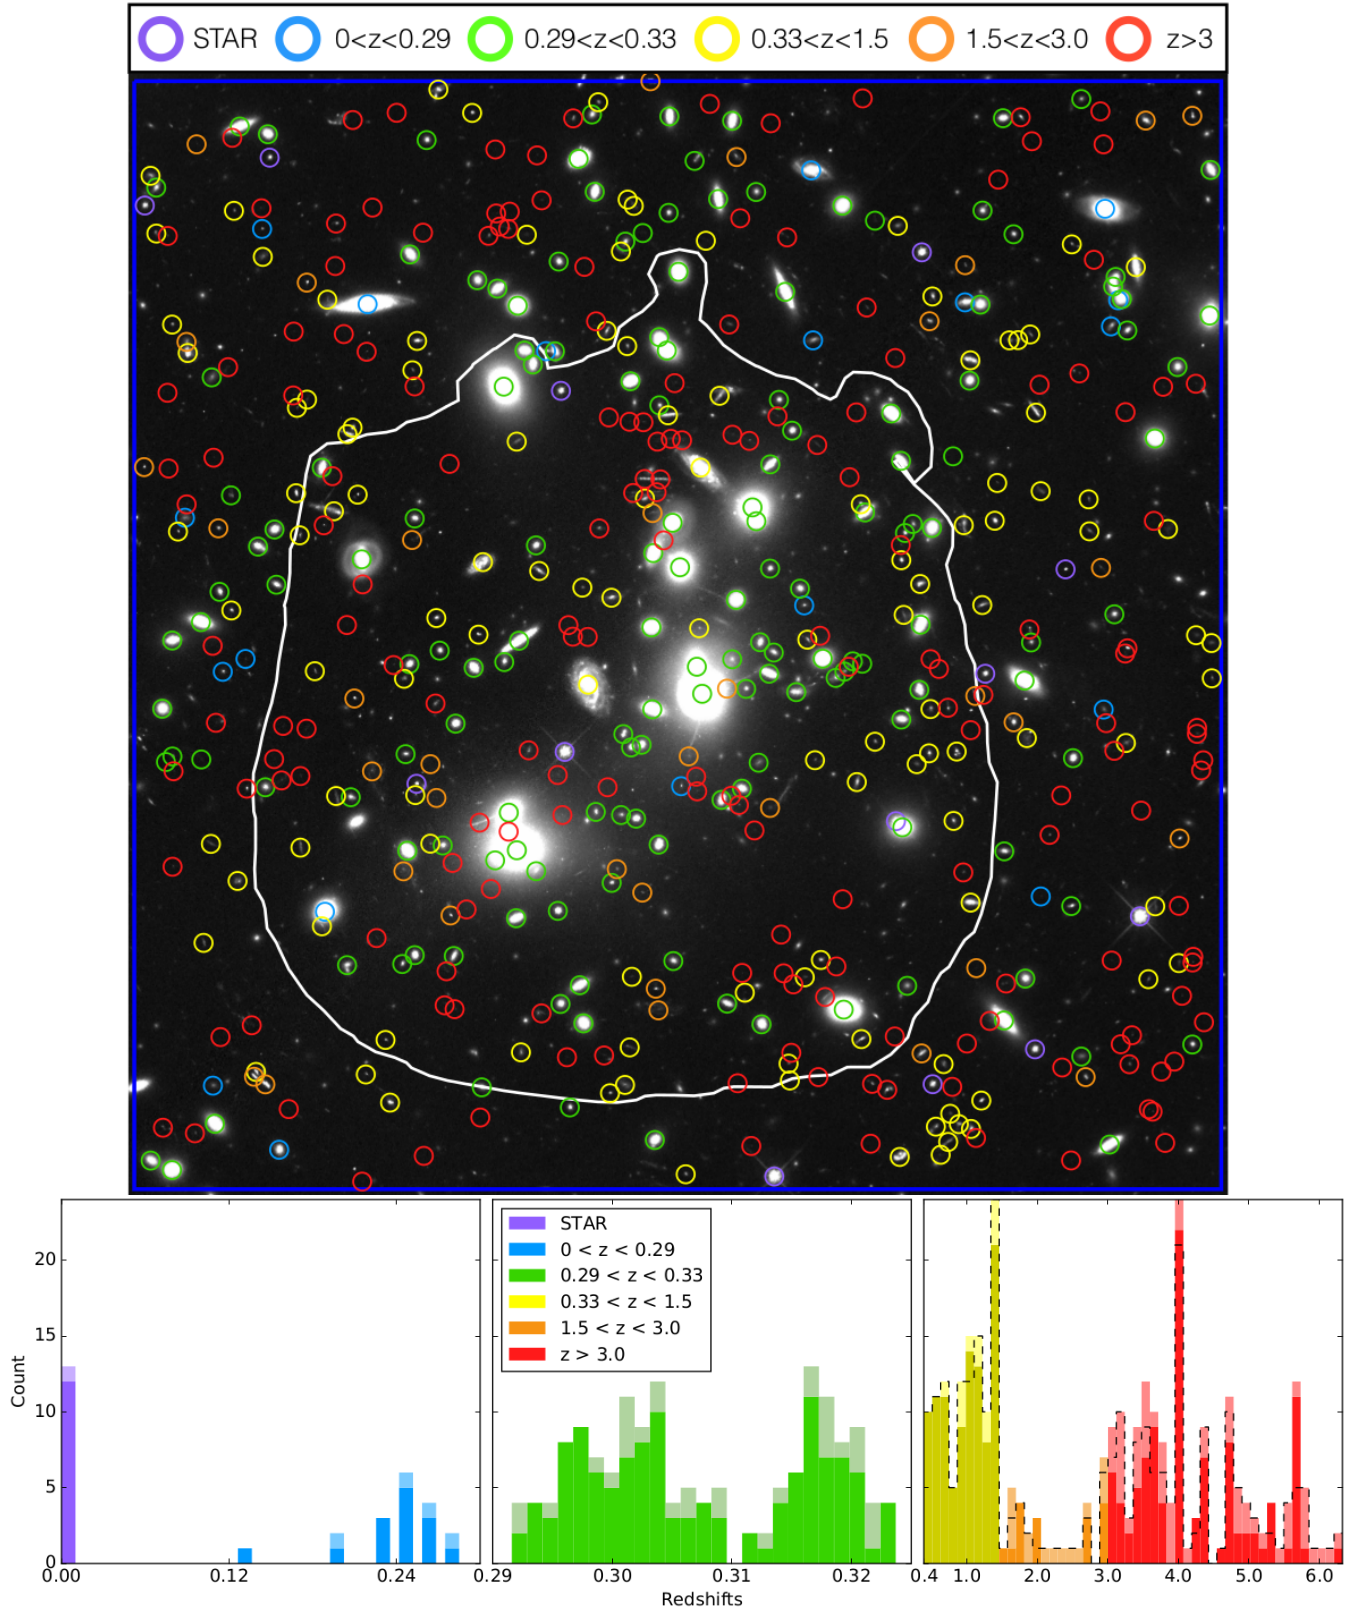 STAR 0<z<0.29 0.29<z<0.33 0.33<z<1.5 1.5<z<3.0 z>3
STAR
0 < z < 0.29
0.29 < z < 0.33
0.33 < z < 1.5
1.5 < z < 3.0
z > 3.0
20
15
10
5
0
Count
0.00 0.12 0.24 0.29 0.30 0.31 0.32 0.4 1.0 2.0 3.0 4.0 5.0 6.0
Redshifts